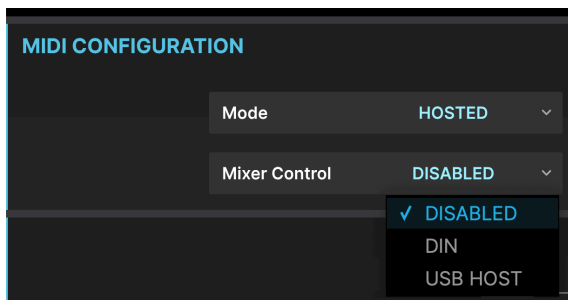 MIDI CONFIGURATION
Mode HOSTED
Mixer Control DISABLED
✓ DISABLED
DIN
USB HOST